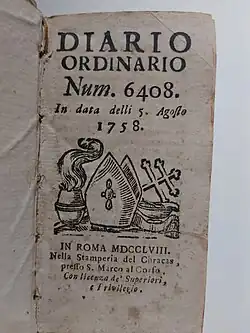 DIARIO
ORDINARIO
Num. 6408.
In data delli 5. Agosto
1758.
IN ROMA MDCCLVIII.
Nella Stamperia del Chracas,
presso S. Marco al Corso.
Con licenza de' Superiori,
e Privilegio.